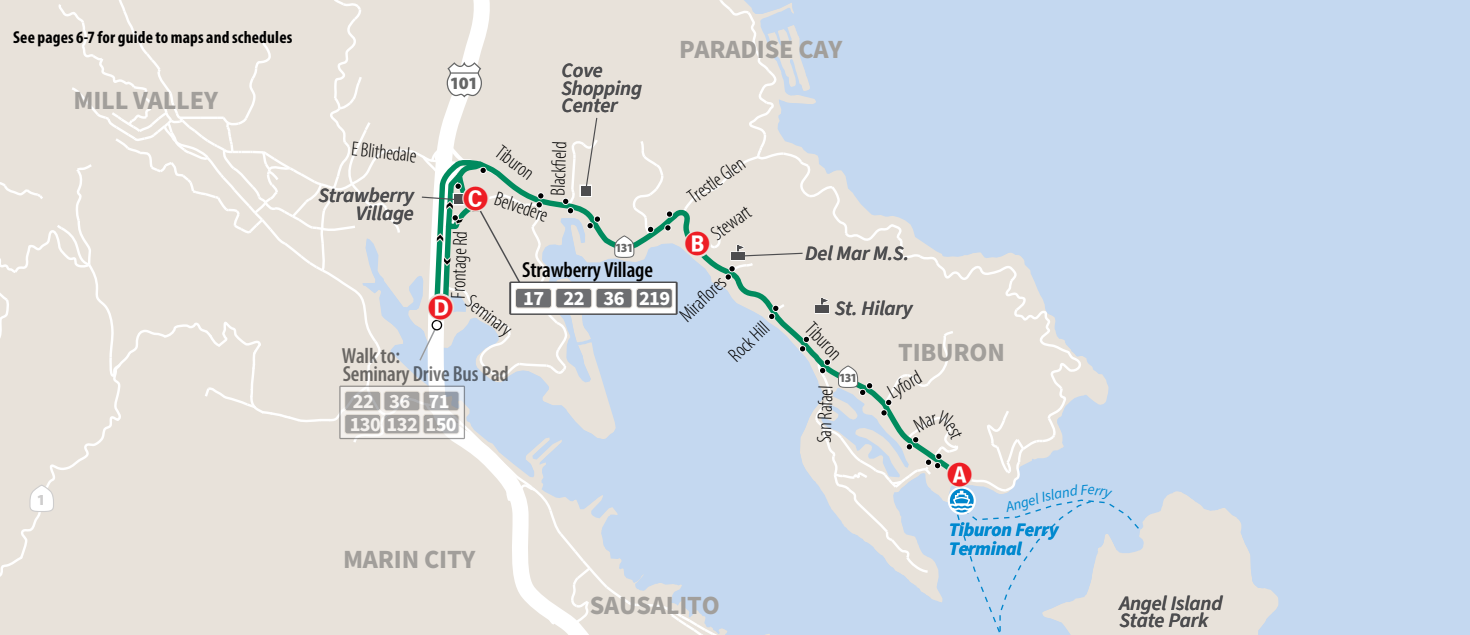 See pages 6-7 for guide to maps and schedules
PARADISE CAY
101
Cove
Shopping
Center
MILL VALLEY
E Blithedale
Tiburon
Blackfield
Trestle Glen
Strawberry
Village
C
Belvedere
Stewart
B
131
Del Mar M.S.
Frontage Rd
Strawberry Village
17 22 36 219
Miraflores
D
Seminary
St. Hilary
Rock Hill
Tiburon
TIBURON
Walk to:
Seminary Drive Bus Pad
22 36 71
130 132 150
131
Lyford
San Rafael
Mar West
A
1
Angel Island Ferry
Tiburon Ferry
Terminal
MARIN CITY
SAUSALITO
Angel Island
State Park